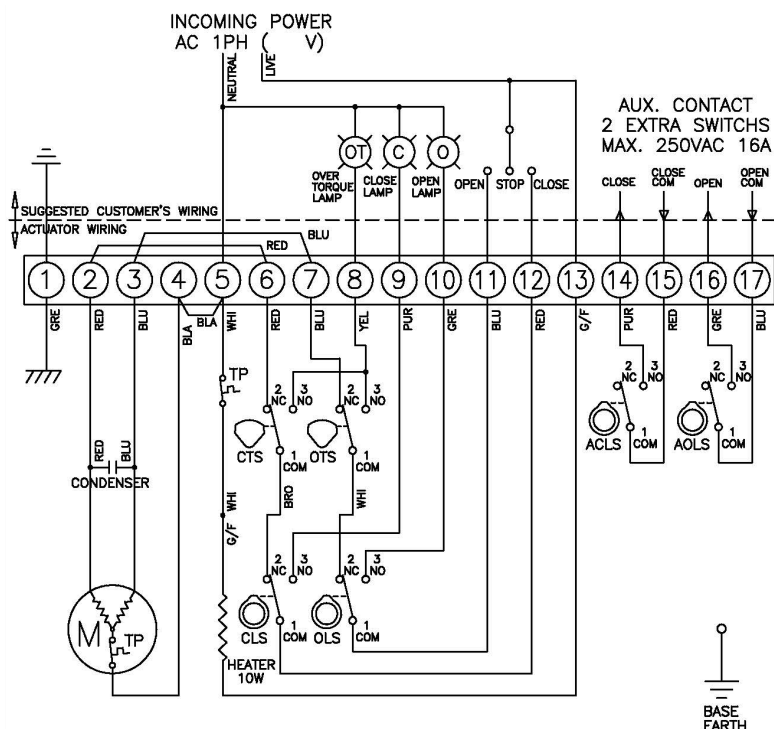 INCOMING POWER
AC 1PH ( V)
NEUTRAL
LIVE
AUX. CONTACT
2 EXTRA SWITCHS
MAX. 250VAC 16A
OT
C
O
OVER
TORQUE
LAMP
CLOSE
LAMP
OPEN
LAMP
OPEN
STOP
CLOSE
CLOSE
CLOSE
COM
OPEN
OPEN
COM
SUGGESTED CUSTOMER'S WIRING
ACTUATOR WIRING
BLU
RED
1 2 3 4 5 6 7 8 9 10 11 12 13 14 15 16 17
GRE
RED
BLU
BLA
BLA
WHI
RED
BLU
YEL
PUR
GRE
BLU
RED
G/F
PUR
RED
GRE
BLU
TP
2
NC
3
NO
CTS
1
COM
2
NC
3
NO
OTS
1
COM
2
NC
3
NO
ACLS
1
COM
2
NC
3
NO
AOLS
1
COM
RED
BLU
CONDENSER
WHI
G/F
BRO
WHI
2
NC
3
NO
CLS
1
COM
2
NC
3
NO
OLS
1
COM
M
TP
HEATER
10W
BASE
EARTH